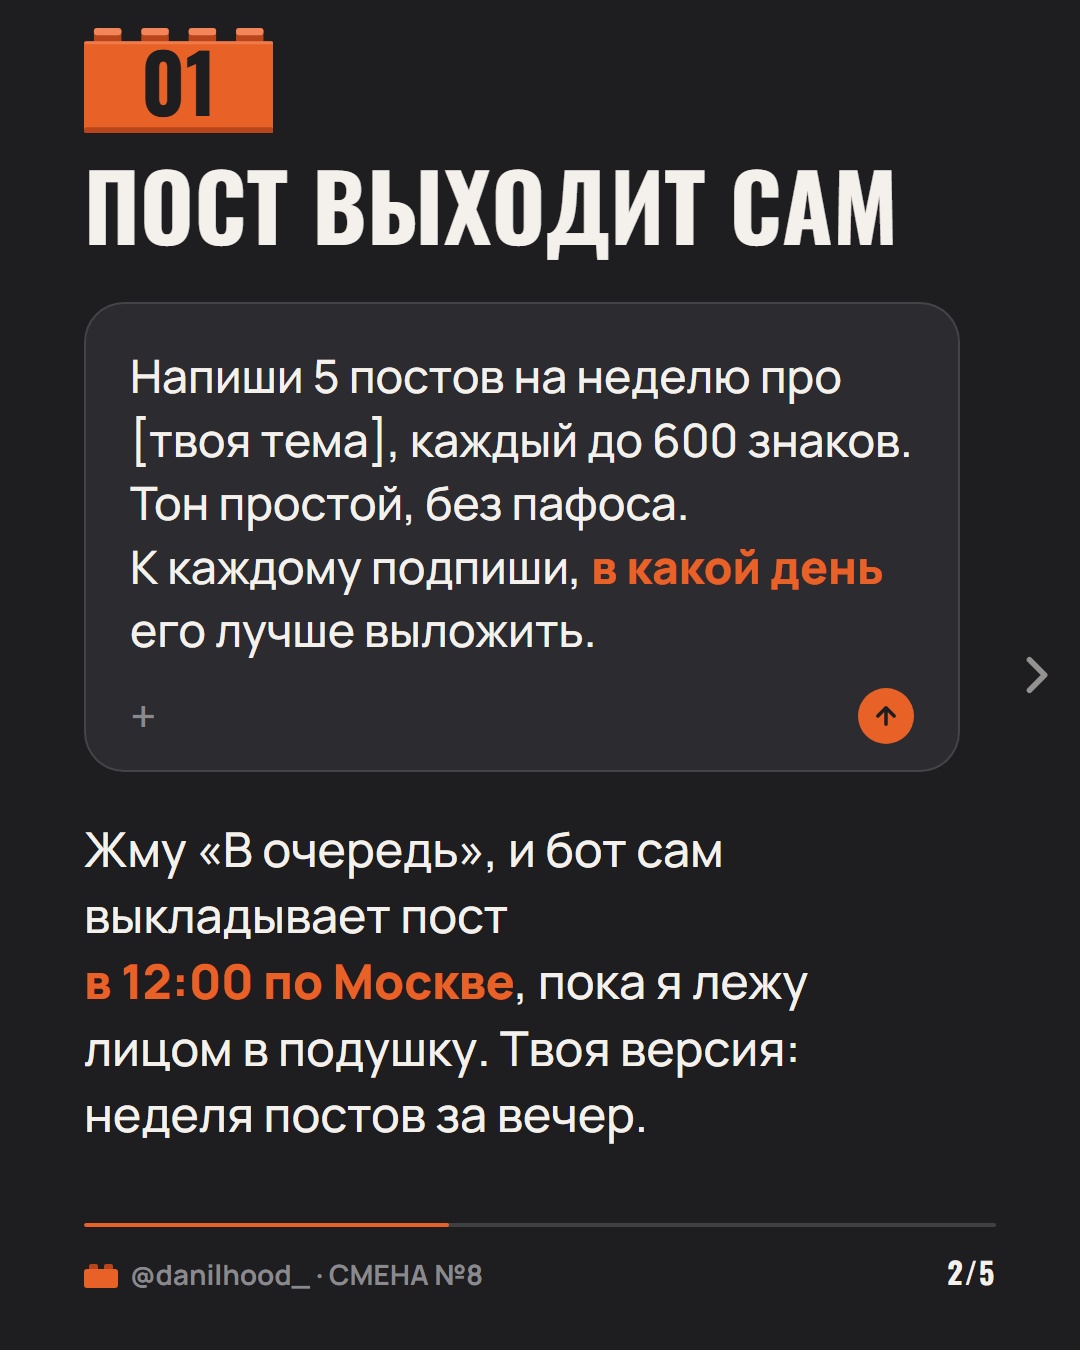 01
ПОСТ ВЫХОДИТ САМ
Напиши 5 постов на неделю про
[твоя тема], каждый до 600 знаков.
Тон простой, без пафоса.
К каждому подпиши, в какой день
его лучше выложить.
+
Жму «В очередь», и бот сам
выкладывает пост
в 12:00 по Москве, пока я лежу
лицом в подушку. Твоя версия:
неделя постов за вечер.
@danilhood_ · СМЕНА №8
2/5